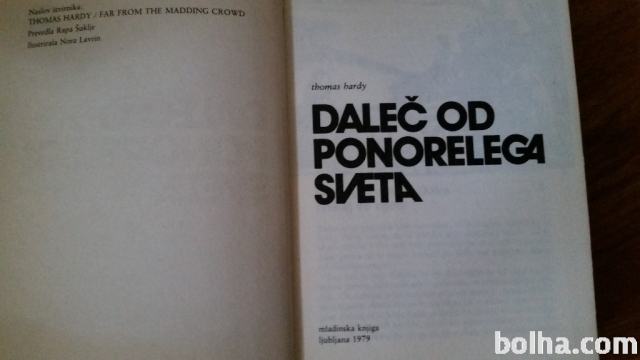 Naslov izvirnika:
THOMAS HARDY / FAR FROM THE MADDING CROWD
Prevedla Rapa Šuklje
Ilustrirala Nora Lavrin
thomas hardy
DALEČ OD
PONORELEGA
SVETA
mladinska knjiga
ljubljana 1979
bolha.com